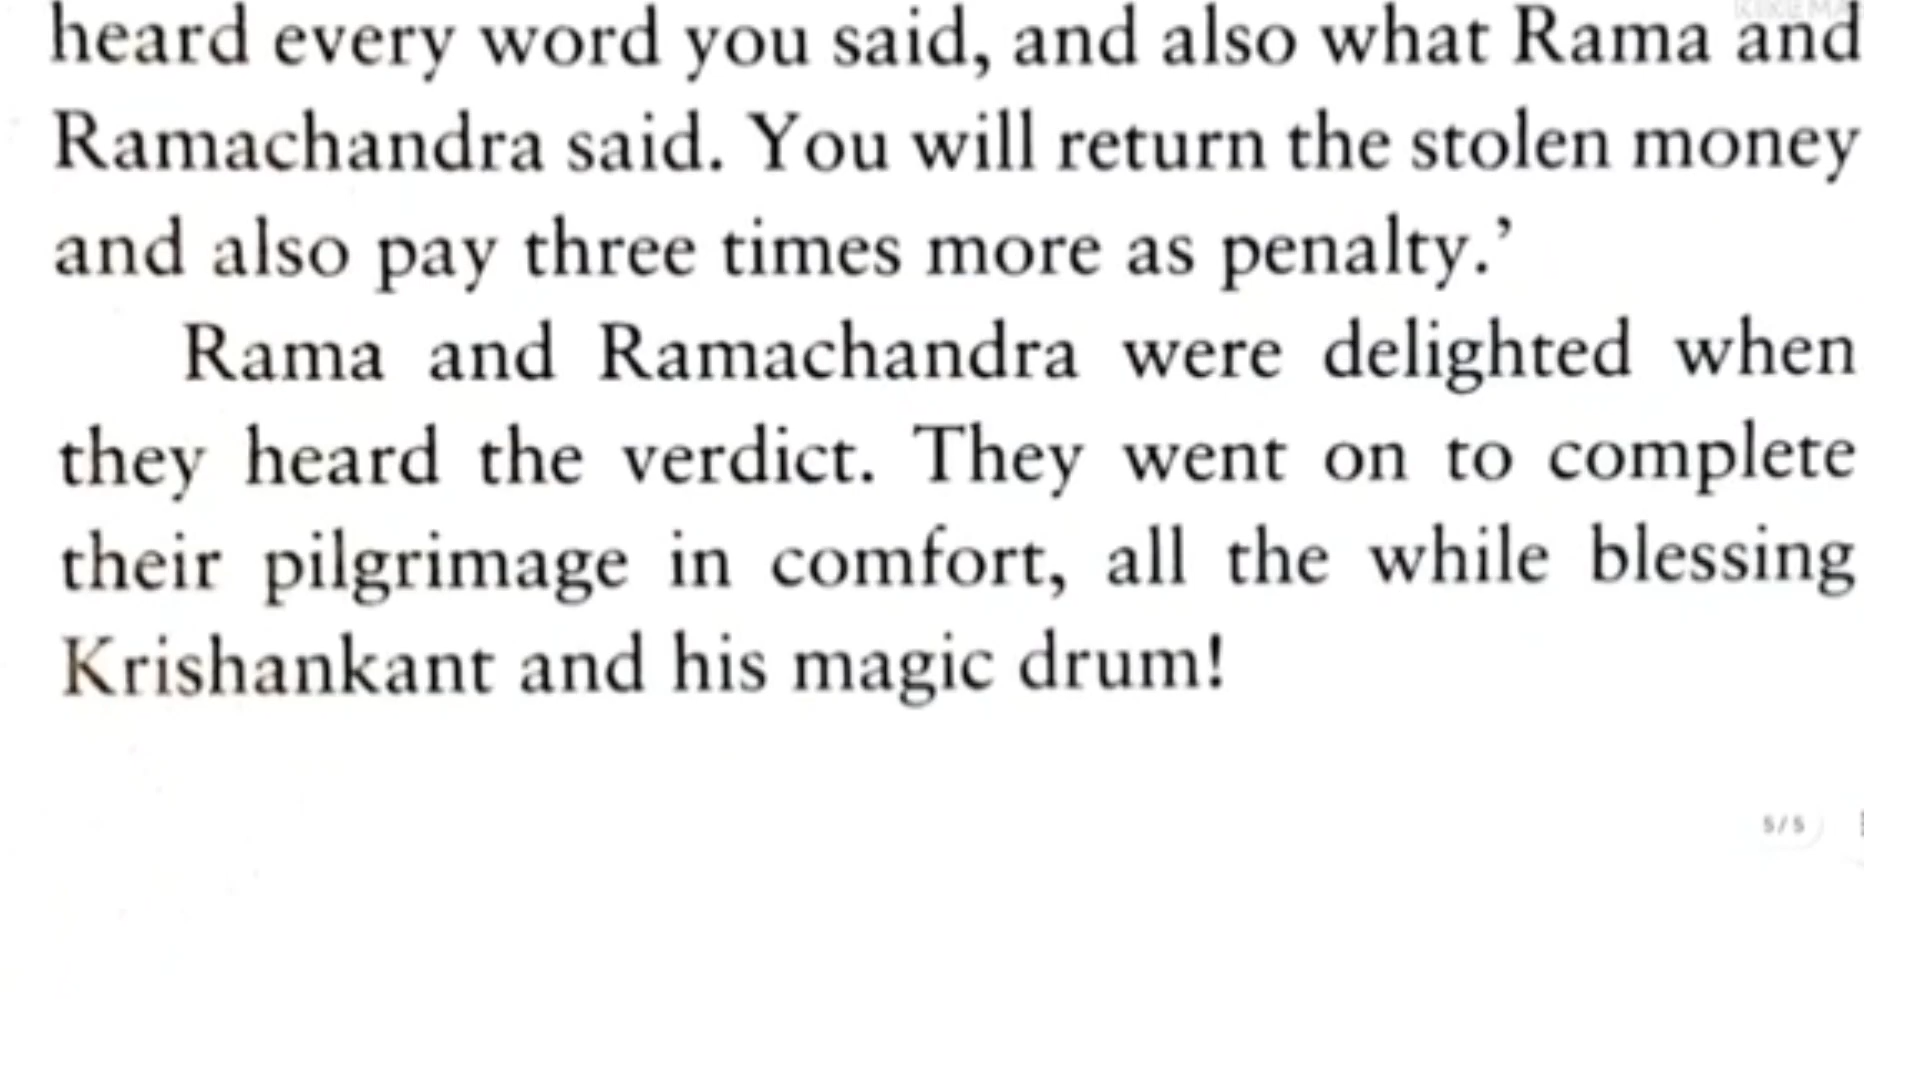 heard every word you said, and also what Rama and
Ramachandra said. You will return the stolen money
and also pay three times more as penalty.’
Rama and Ramachandra were delighted when
they heard the verdict. They went on to complete
their pilgrimage in comfort, all the while blessing
Krishankant and his magic drum!
5/5